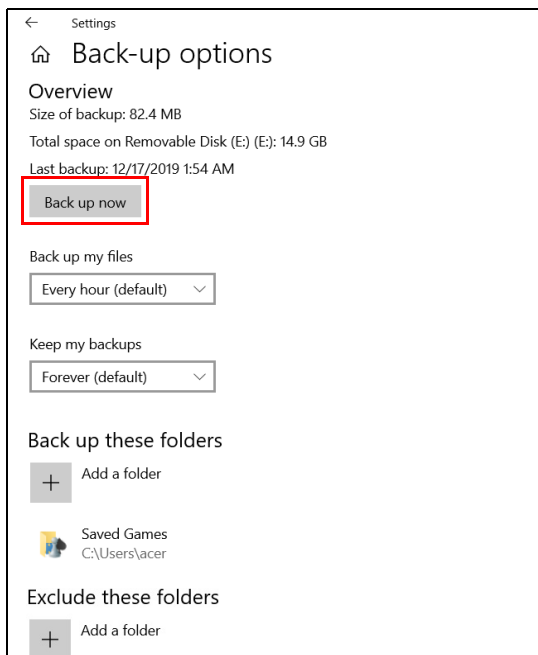 Settings
Back-up options
Overview
Size of backup: 82.4 MB
Total space on Removable Disk (E:) (E:): 14.9 GB
Last backup: 12/17/2019 1:54 AM
Back up now
Back up my files
Every hour (default)
Keep my backups
Forever (default)
Back up these folders
Add a folder
Saved Games
C:\Users\acer
Exclude these folders
Add a folder